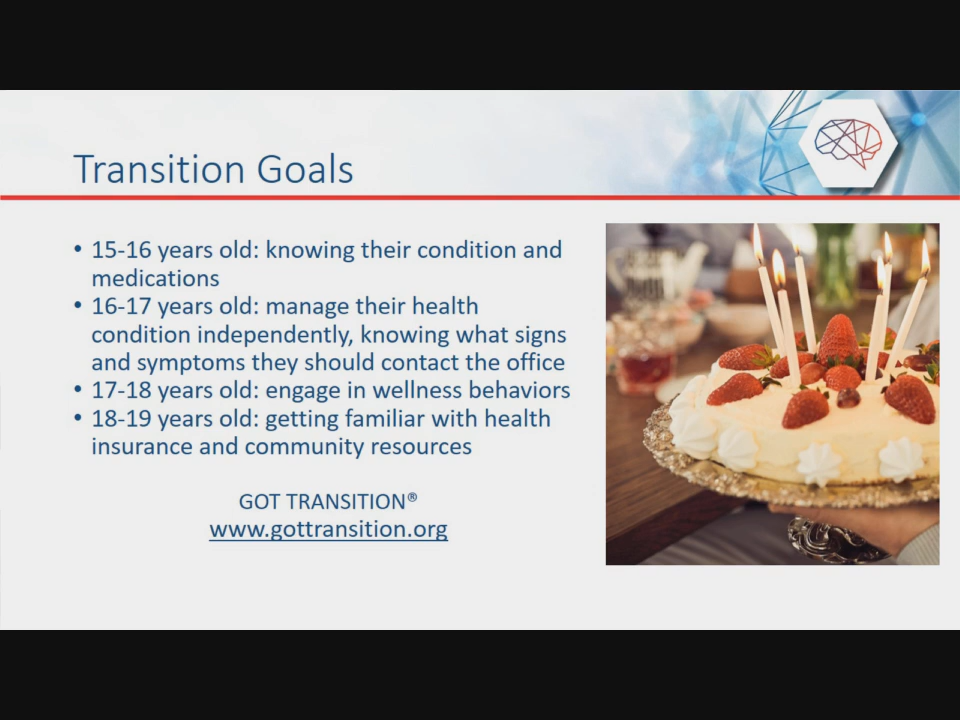 Transition Goals
• 15-16 years old: knowing their condition and
medications
• 16-17 years old: manage their health
condition independently, knowing what signs
and symptoms they should contact the office
• 17-18 years old: engage in wellness behaviors
• 18-19 years old: getting familiar with health
insurance and community resources
GOT TRANSITION®
www.gottransition.org